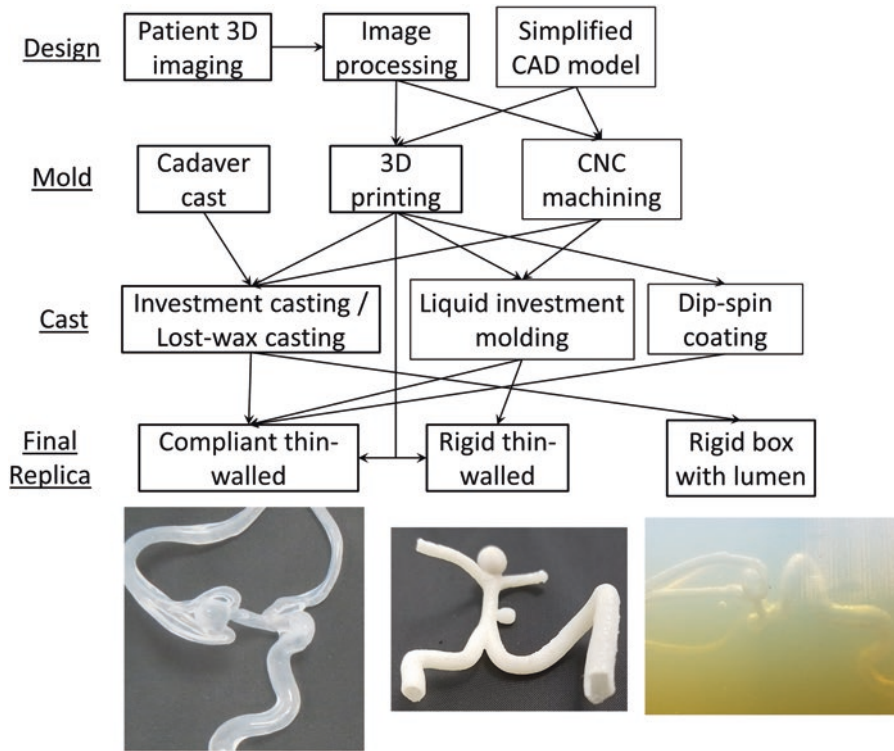 Design
Patient 3D
imaging
Image
processing
Simplified
CAD model
Mold
Cadaver
cast
3D
printing
CNC
machining
Cast
Investment casting /
Lost-wax casting
Liquid investment
molding
Dip-spin
coating
Final
Replica
Compliant thin-
walled
Rigid thin-
walled
Rigid box
with lumen